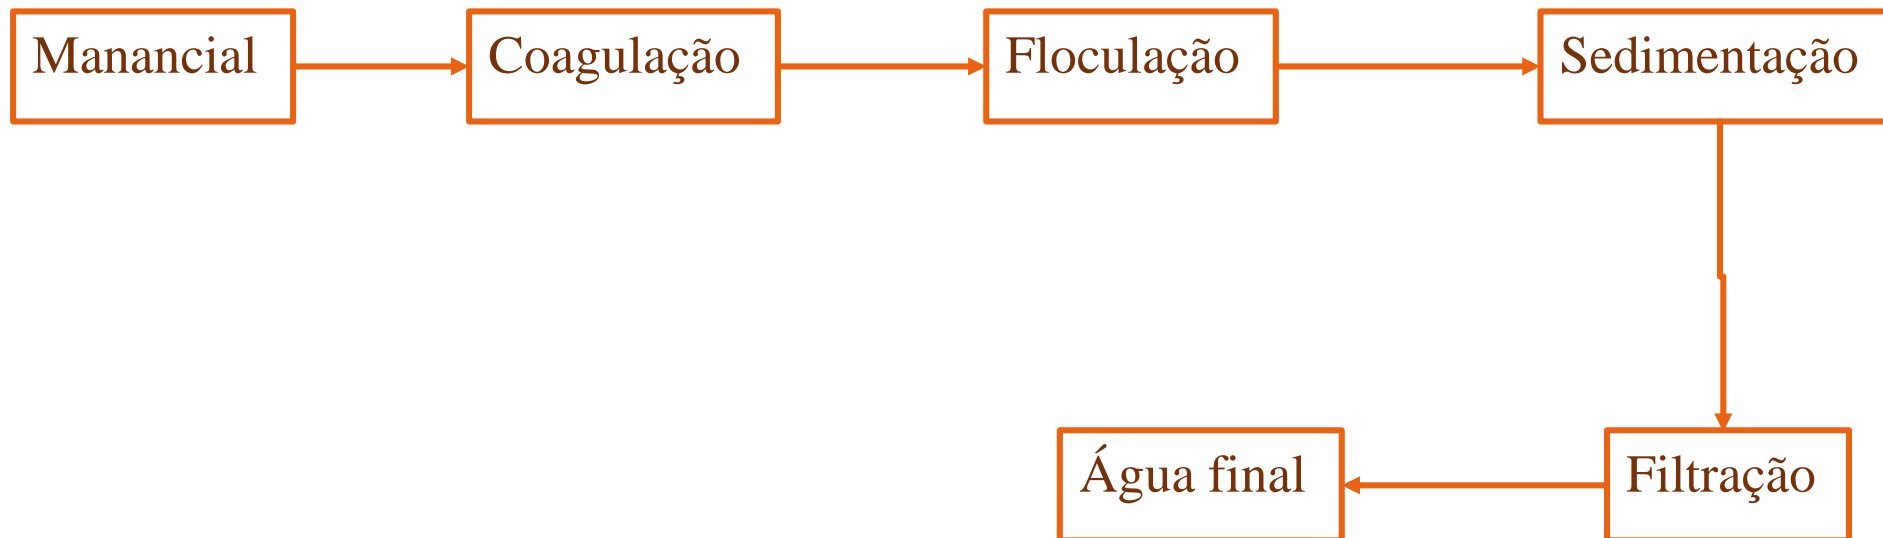 Manancial
Coagulação
Floculação
Sedimentação
Filtração
Água final